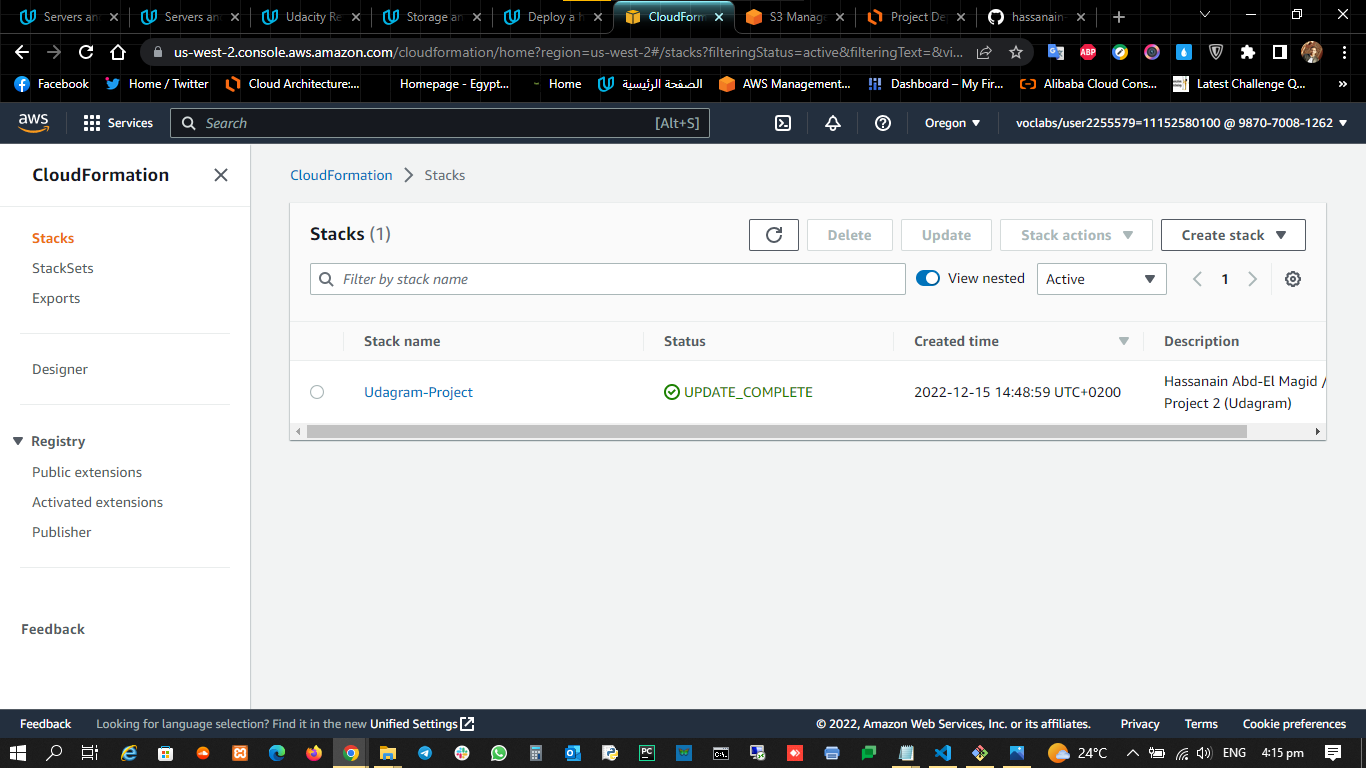 Servers an
Servers an
Udacity Re
Storage an
Deploy a h
CloudForm
S3 Manag
Project De
hassanain-
us-west-2.console.aws.amazon.com/cloudformation/home?region=us-west-2#/stacks?filteringStatus=active&filteringText=&vi...
ABP
Facebook
Home / Twitter
Cloud Architecture:...
Homepage - Egypt...
Home
الصفحة الرئيسية
AWS Management...
Dashboard – My Fir...
Alibaba Cloud Cons...
Latest Challenge Q...
aws
Services
Search
[Alt+S]
Oregon
voclabs/user2255579=11152580100 @ 9870-7008-1262
CloudFormation
Stacks
StackSets
Exports
Designer
Registry
Public extensions
Activated extensions
Publisher
Feedback
CloudFormation
Stacks
Stacks (1)
Delete
Update
Stack actions
Create stack
Filter by stack name
View nested
Active
1
Stack name
Status
Created time
Description
Udagram-Project
UPDATE_COMPLETE
2022-12-15 14:48:59 UTC+0200
Hassanain Abd-El Magid /
Project 2 (Udagram)
Feedback
Looking for language selection? Find it in the new Unified Settings
© 2022, Amazon Web Services, Inc. or its affiliates.
Privacy
Terms
Cookie preferences
24°C
ENG
4:15 pm